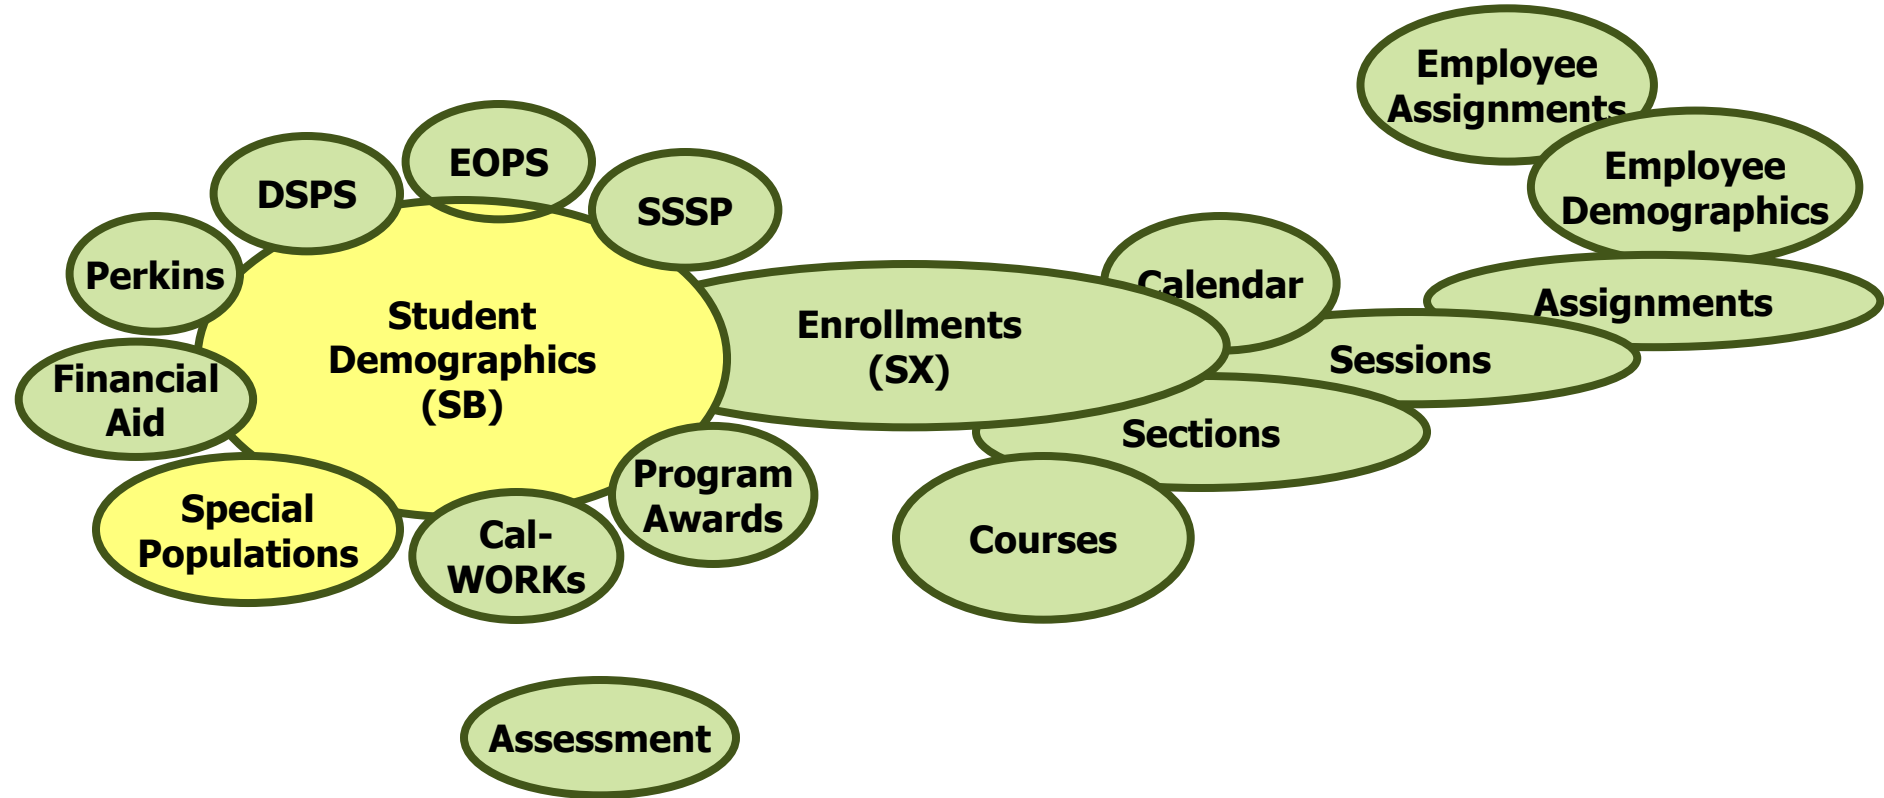 Employee
Assignments
EOPS
DSPS
SSSP
Employee
Demographics
Perkins
Calendar
Student
Demographics
(SB)
Enrollments
(SX)
Assignments
Sessions
Financial
Aid
Sections
Program
Awards
Special
Populations
Cal-
WORKs
Courses
Assessment